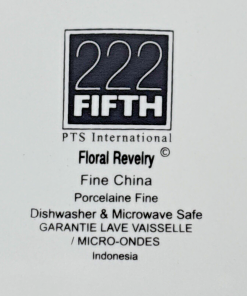 222
FIFTH
PTS International
Floral Revelry ©
Fine China
Porcelaine Fine
Dishwasher & Microwave Safe
GARANTIE LAVE VAISSELLE
/ MICRO-ONDES
Indonesia